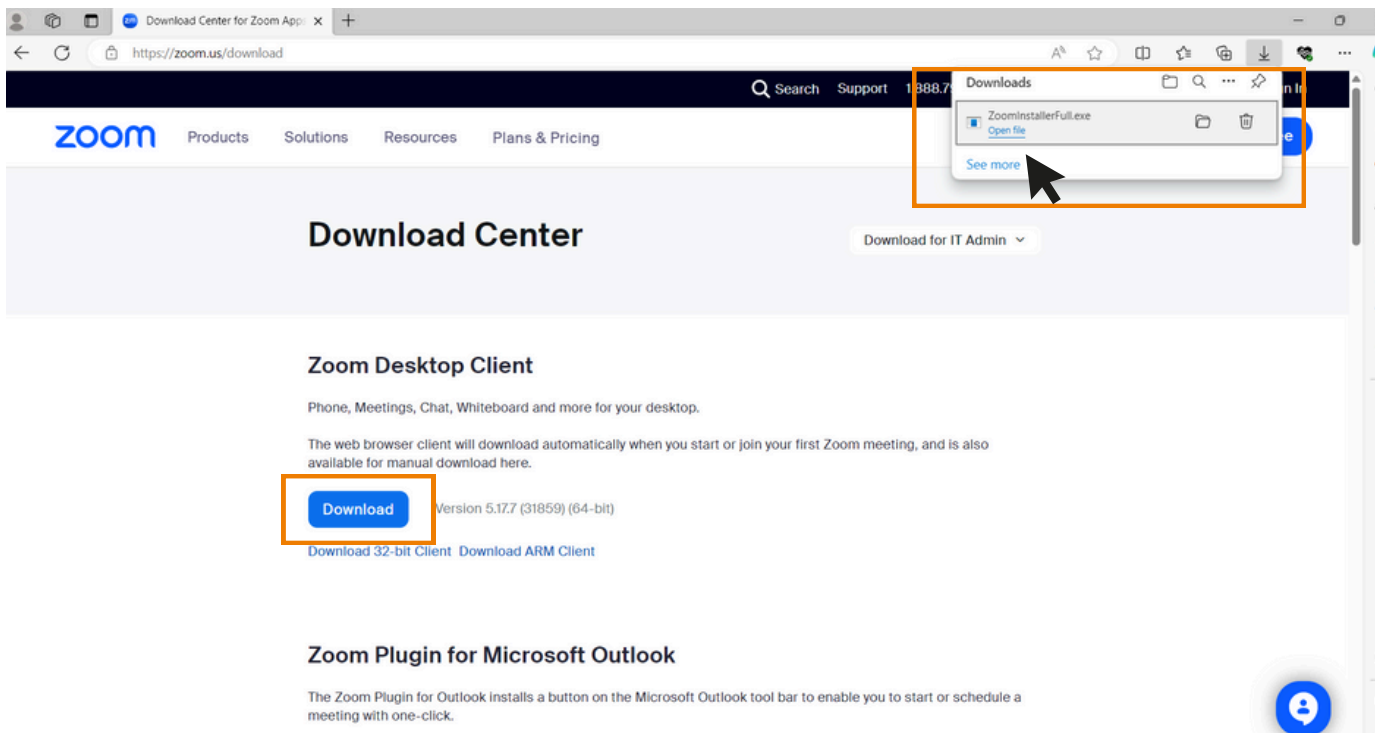 Download Center for Zoom App
https://zoom.us/download
Search Support 1.888.7 n In
Downloads
ZoomInstallerFull.exe
Open file
See more
zoom Products Solutions Resources Plans & Pricing
e
Download Center
Download for IT Admin
Zoom Desktop Client
Phone, Meetings, Chat, Whiteboard and more for your desktop.
The web browser client will download automatically when you start or join your first Zoom meeting, and is also
available for manual download here.
Download Version 5.17.7 (31859) (64-bit)
Download 32-bit Client Download ARM Client
Zoom Plugin for Microsoft Outlook
The Zoom Plugin for Outlook installs a button on the Microsoft Outlook tool bar to enable you to start or schedule a
meeting with one-click.